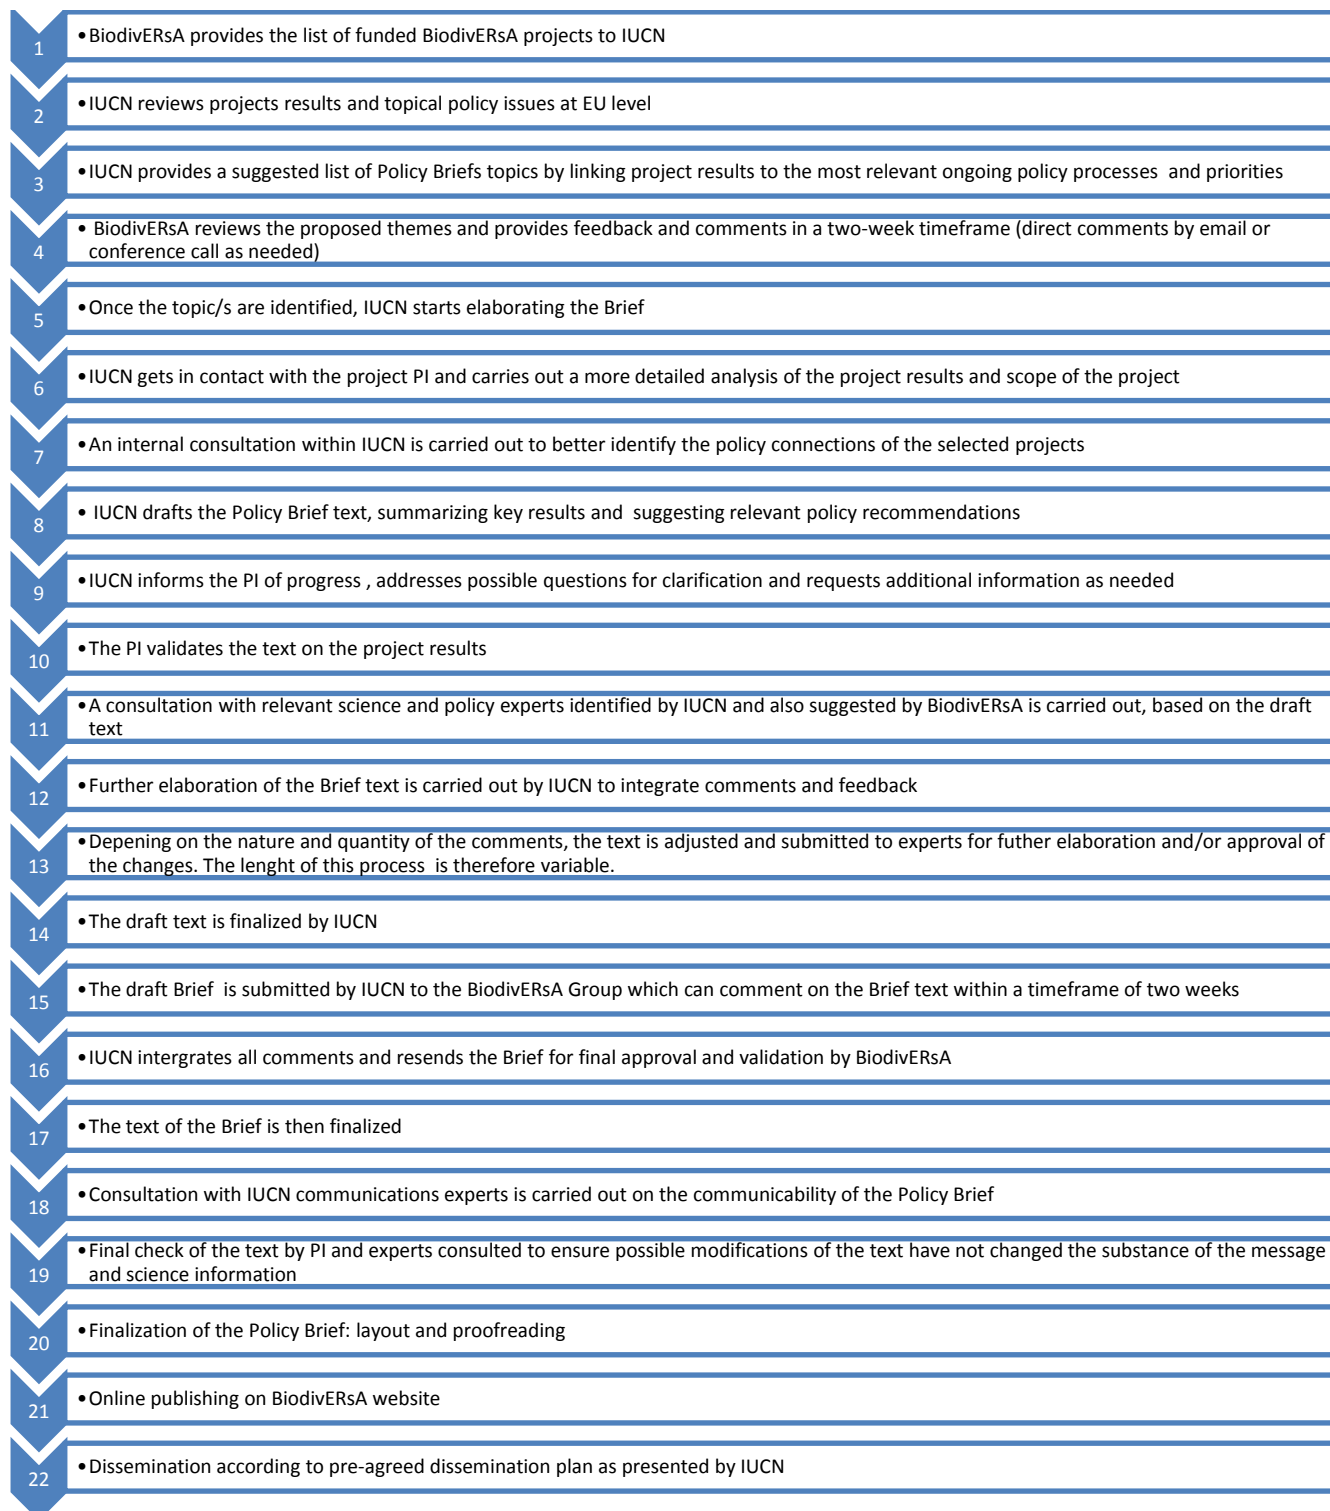 1
•BiodivERsA provides the list of funded BiodivERsA projects to IUCN
2
•IUCN reviews projects results and topical policy issues at EU level
3
•IUCN provides a suggested list of Policy Briefs topics by linking project results to the most relevant ongoing policy processes and priorities
4
• BiodivERsA reviews the proposed themes and provides feedback and comments in a two-week timeframe (direct comments by email or
conference call as needed)
5
•Once the topic/s are identified, IUCN starts elaborating the Brief
6
•IUCN gets in contact with the project PI and carries out a more detailed analysis of the project results and scope of the project
7
•An internal consultation within IUCN is carried out to better identify the policy connections of the selected projects
8
• IUCN drafts the Policy Brief text, summarizing key results and suggesting relevant policy recommendations
9
•IUCN informs the PI of progress , addresses possible questions for clarification and requests additional information as needed
10
•The PI validates the text on the project results
11
•A consultation with relevant science and policy experts identified by IUCN and also suggested by BiodivERsA is carried out, based on the draft
text
12
•Further elaboration of the Brief text is carried out by IUCN to integrate comments and feedback
13
•Depening on the nature and quantity of the comments, the text is adjusted and submitted to experts for futher elaboration and/or approval of
the changes. The lenght of this process is therefore variable.
14
•The draft text is finalized by IUCN
15
•The draft Brief is submitted by IUCN to the BiodivERsA Group which can comment on the Brief text within a timeframe of two weeks
16
•IUCN intergrates all comments and resends the Brief for final approval and validation by BiodivERsA
17
•The text of the Brief is then finalized
18
•Consultation with IUCN communications experts is carried out on the communicability of the Policy Brief
19
•Final check of the text by PI and experts consulted to ensure possible modifications of the text have not changed the substance of the message
and science information
20
•Finalization of the Policy Brief: layout and proofreading
21
•Online publishing on BiodivERsA website
22
•Dissemination according to pre-agreed dissemination plan as presented by IUCN